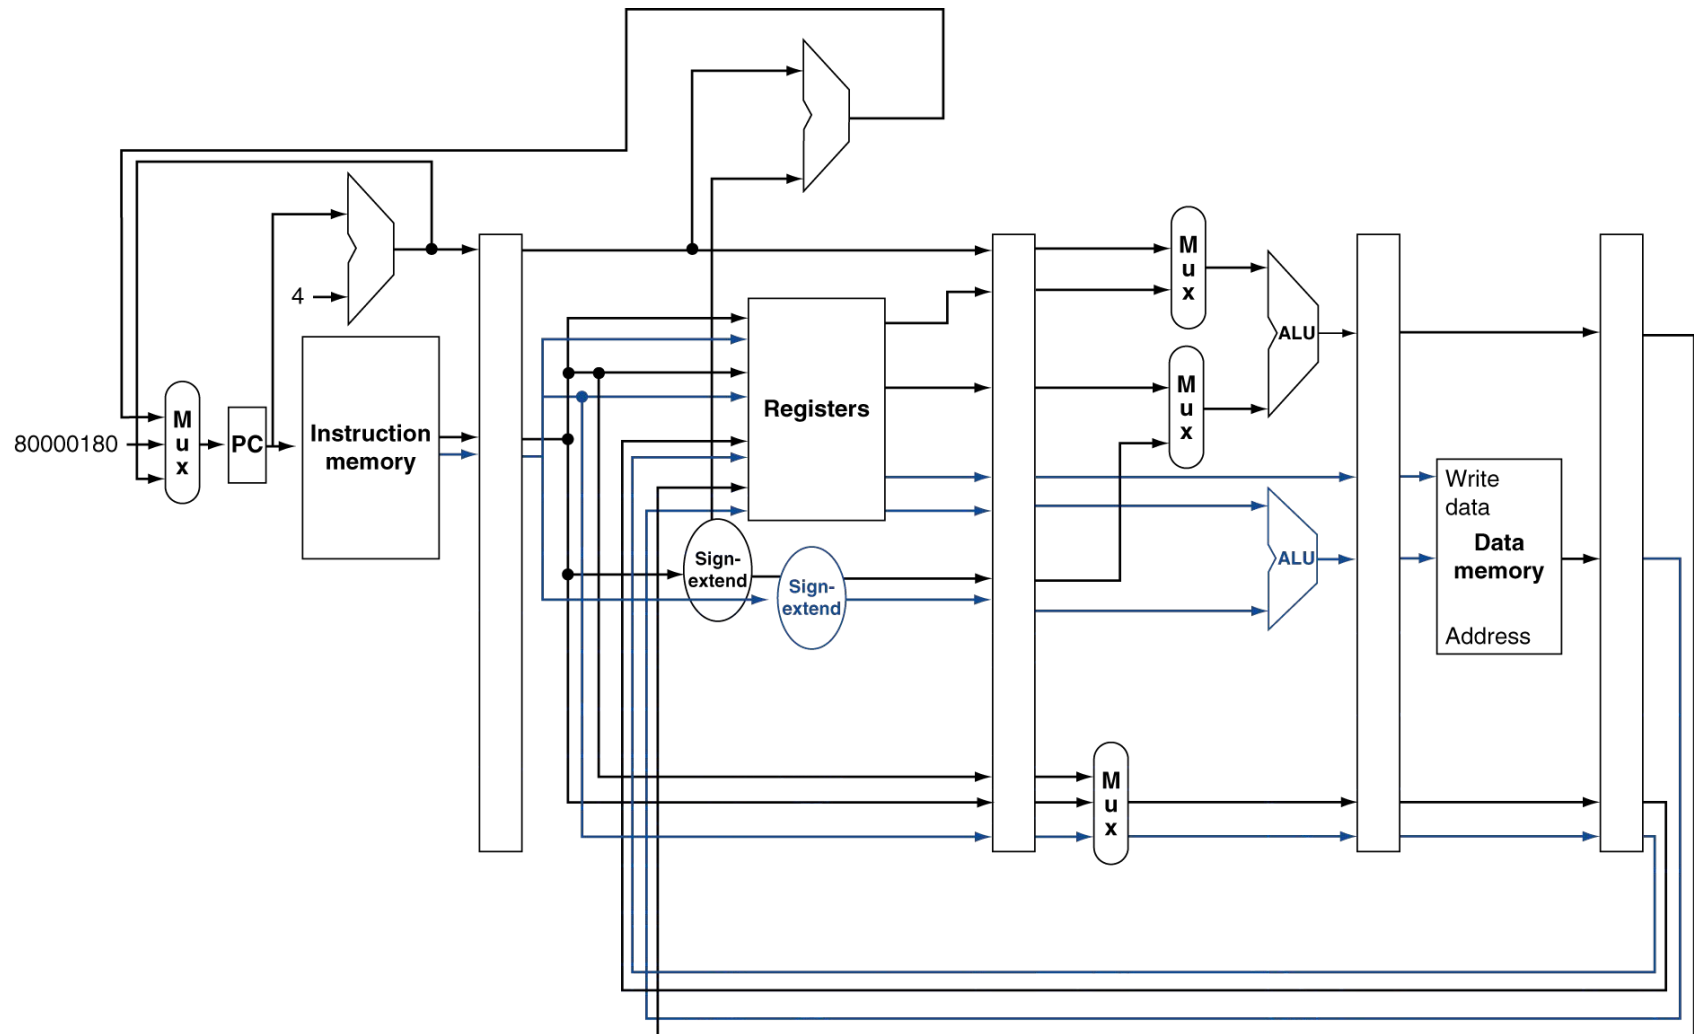 4
M
u
x
80000180
PC
Instruction
memory
Registers
Sign-
extend
Sign-
extend
M
u
x
M
u
x
ALU
ALU
M
u
x
Write
data
Data
memory
Address